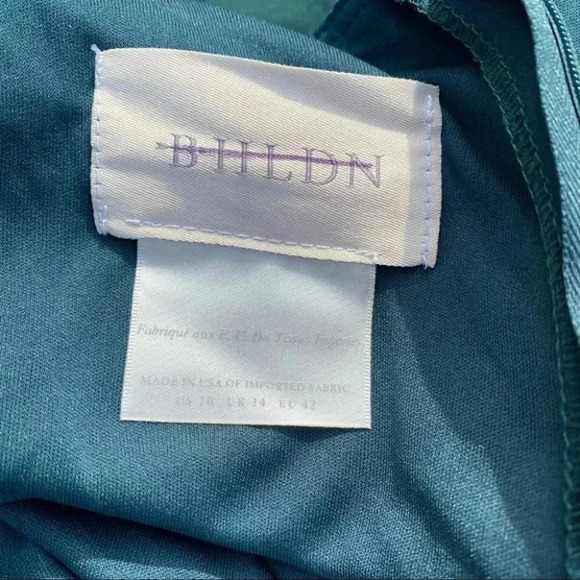 BHLDN
Fabriqué aux E.-U. De Tissus Importés
MADE IN USA OF IMPORTED FABRIC
US 10 UK 14 EU 42